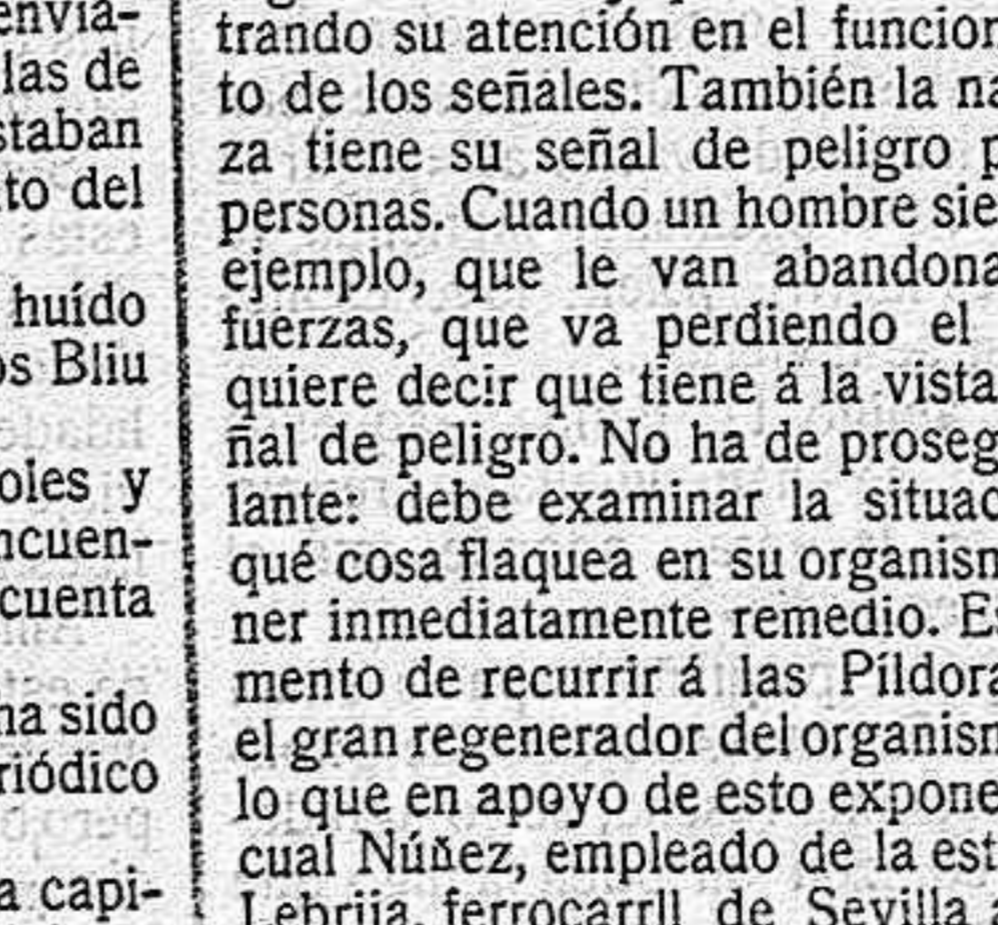 envia-
las de
staban
to del
huído
os Bliu
oles y
ncuen-
cuenta
ha sido
riódico
a capi-
trando su atención en el funcion
to de los señales. También la na
za tiene su señal de peligro p
personas. Cuando un hombre sie
ejemplo, que le van abandona
fuerzas, que va perdiendo el
quiere decir que tiene á la vista
ñal de peligro. No ha de proseg
lante: debe examinar la situac
qué cosa flaquea en su organism
ner inmediatamente remedio. Es
mento de recurrir á las Píldora
el gran regenerador del organism
lo que en apoyo de esto expone
cual Núñez, empleado de la est
Lebrija, ferrocarril de Sevilla a